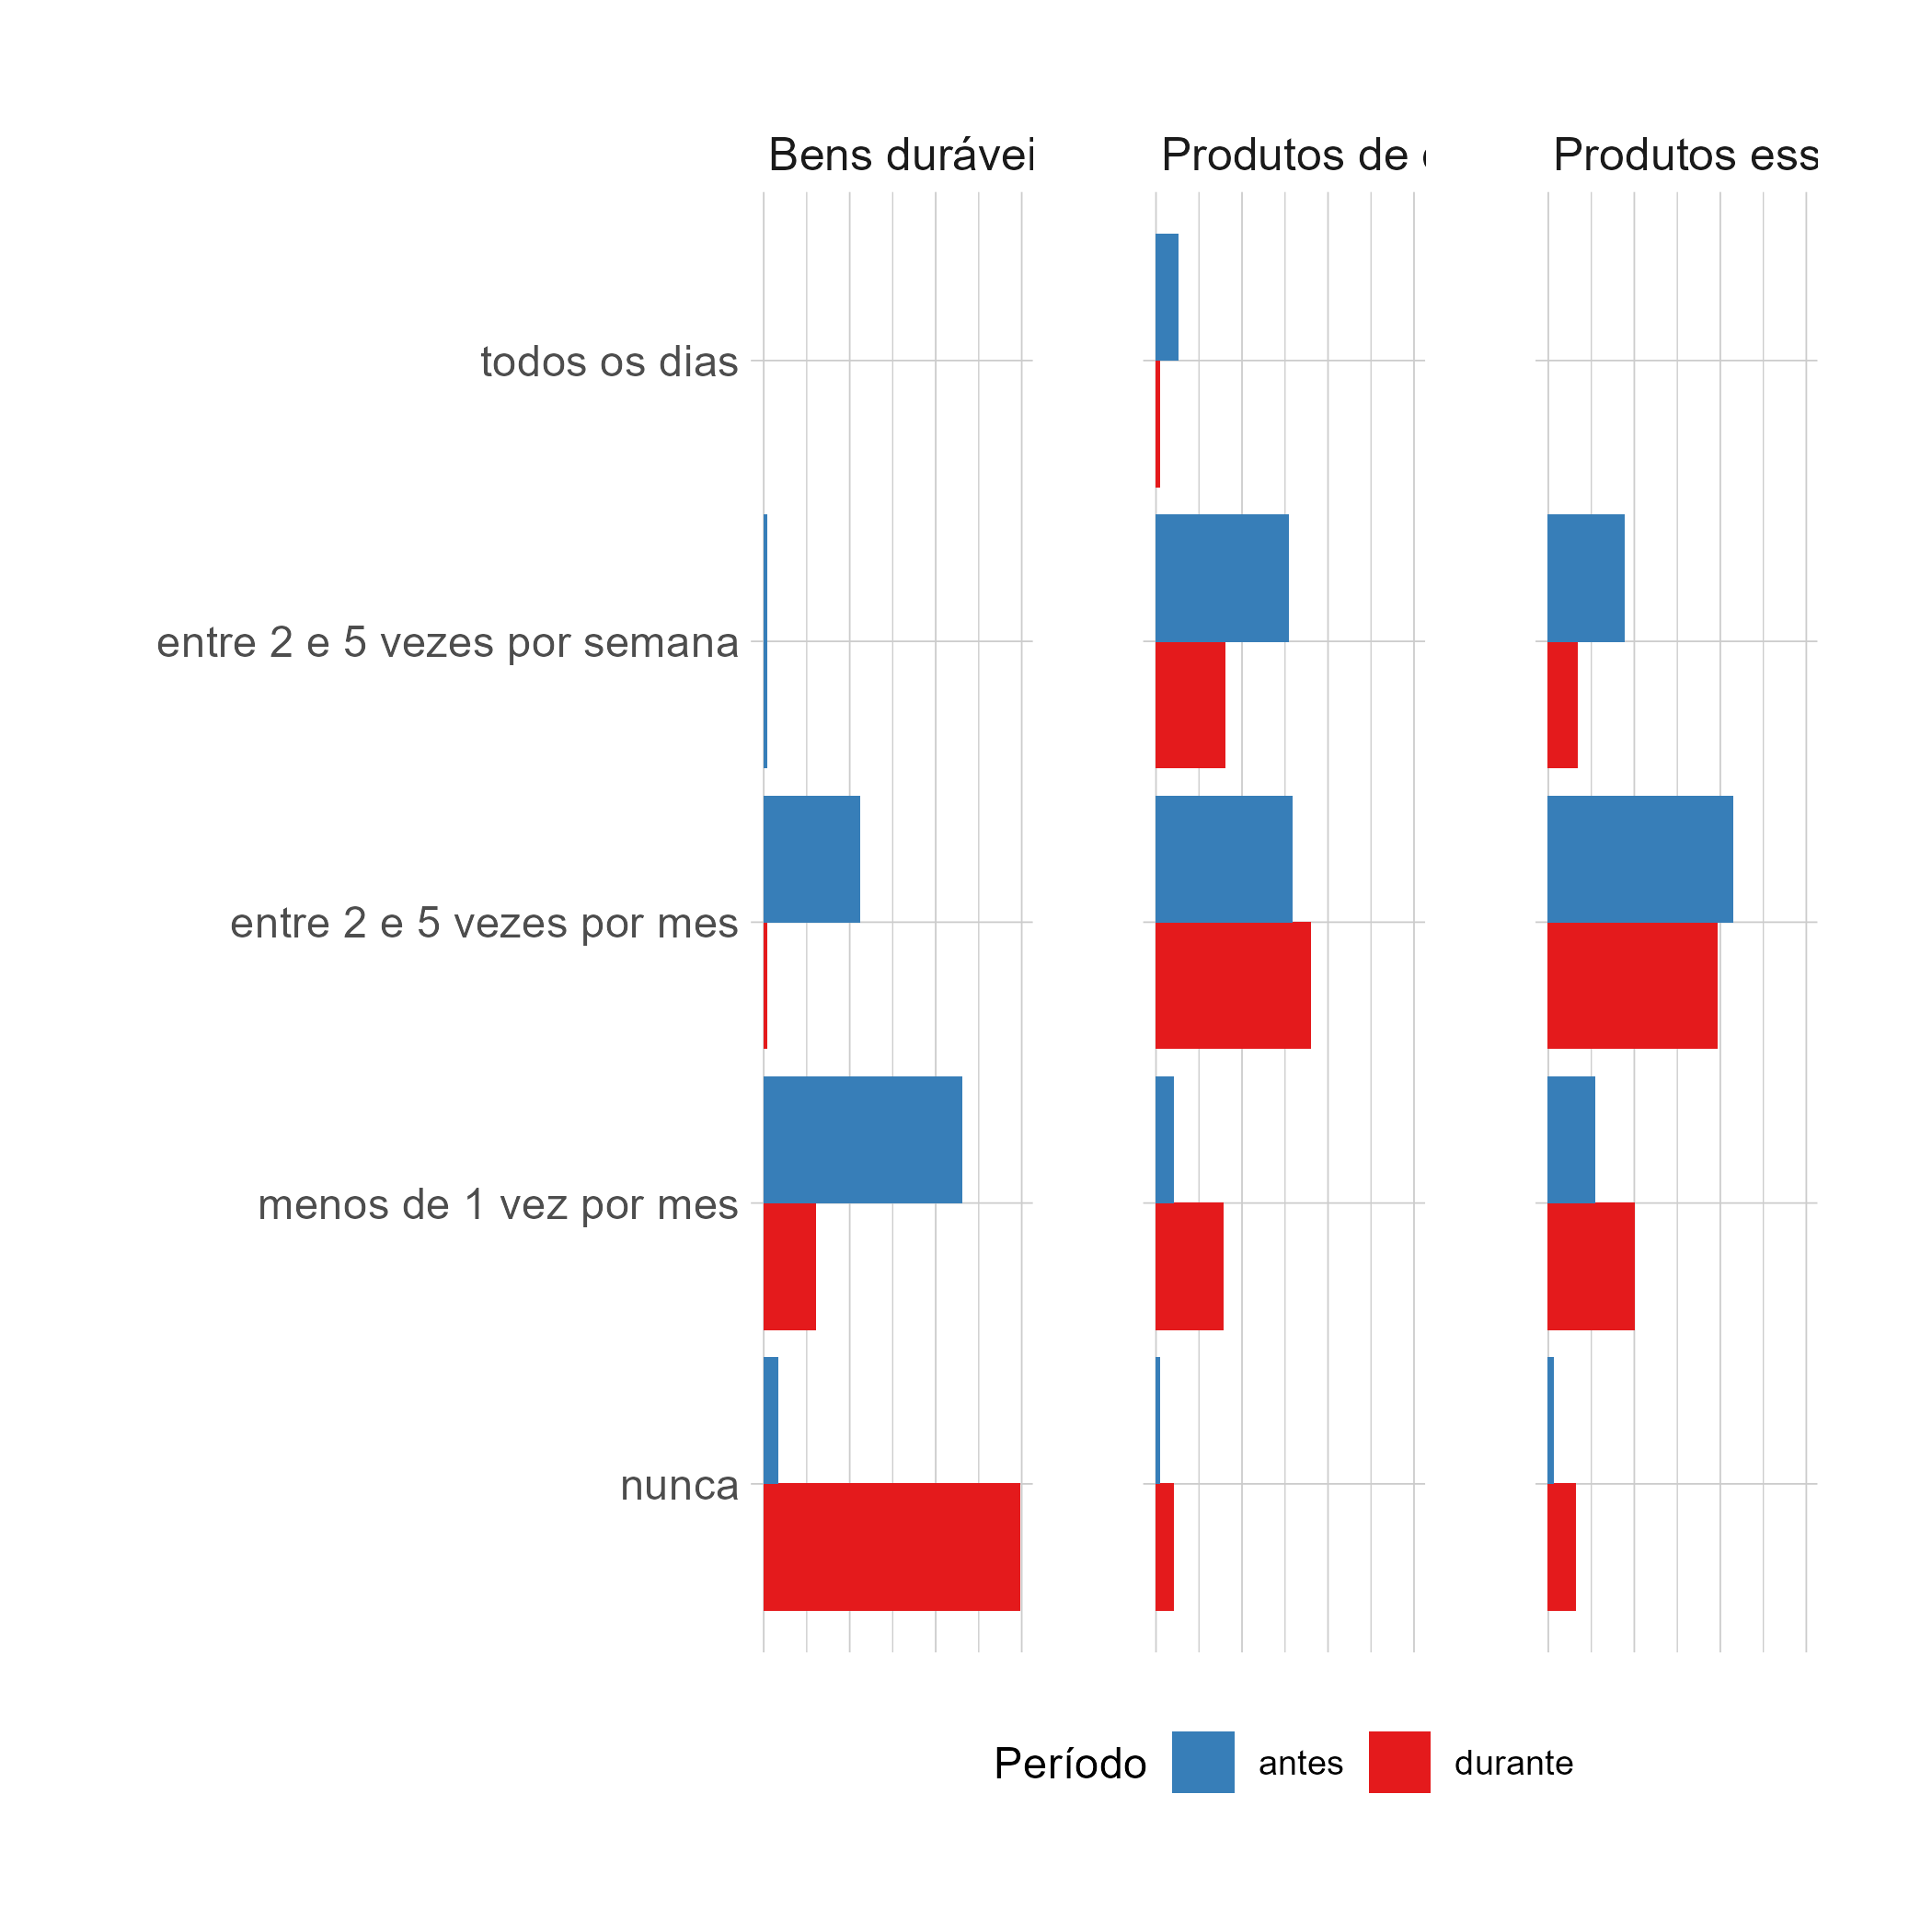 Bens durávei
Produtos de
Produtos ess
todos os dias
entre 2 e 5 vezes por semana
entre 2 e 5 vezes por mes
menos de 1 vez por mes
nunca
Período antes durante